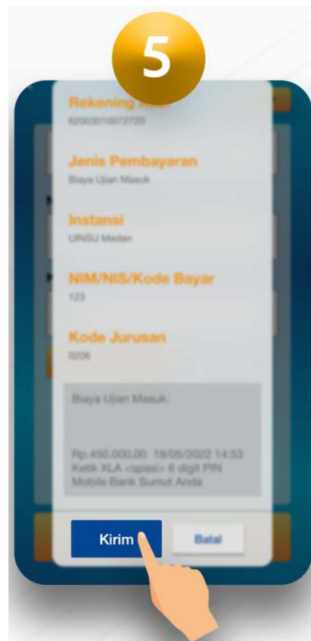 5
Rekening
62003010072720
Jenis Pembayaran
Biaya Ujian Masuk
Instansi
UINSU Medan
NIM/NIS/Kode Bayar
123
Kode Jurusan
0206
Biaya Ujian Masuk:
Rp.450.000,00 19/05/2022 14:53
Ketik XLA <spasi> 6 digit PIN
Mobile Bank Sumut Anda
Kirim
Batal